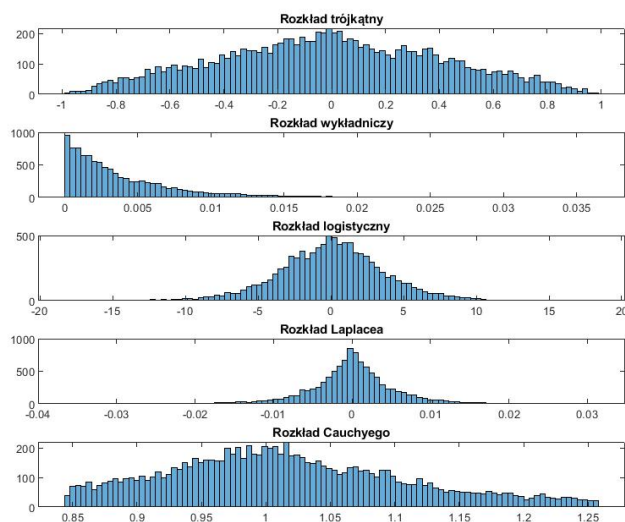 Rozkład trójkątny
200
100
0
-1 -0.8 -0.6 -0.4 -0.2 0 0.2 0.4 0.6 0.8 1
Rozkład wykładniczy
1000
500
0
0 0.005 0.01 0.015 0.02 0.025 0.03 0.035
Rozkład logistyczny
500
0
-20 -15 -10 -5 0 5 10 15 20
Rozkład Laplacea
1000
500
0
-0.04 -0.03 -0.02 -0.01 0 0.01 0.02 0.03
Rozkład Cauchyego
200
100
0
0.85 0.9 0.95 1 1.05 1.1 1.15 1.2 1.25